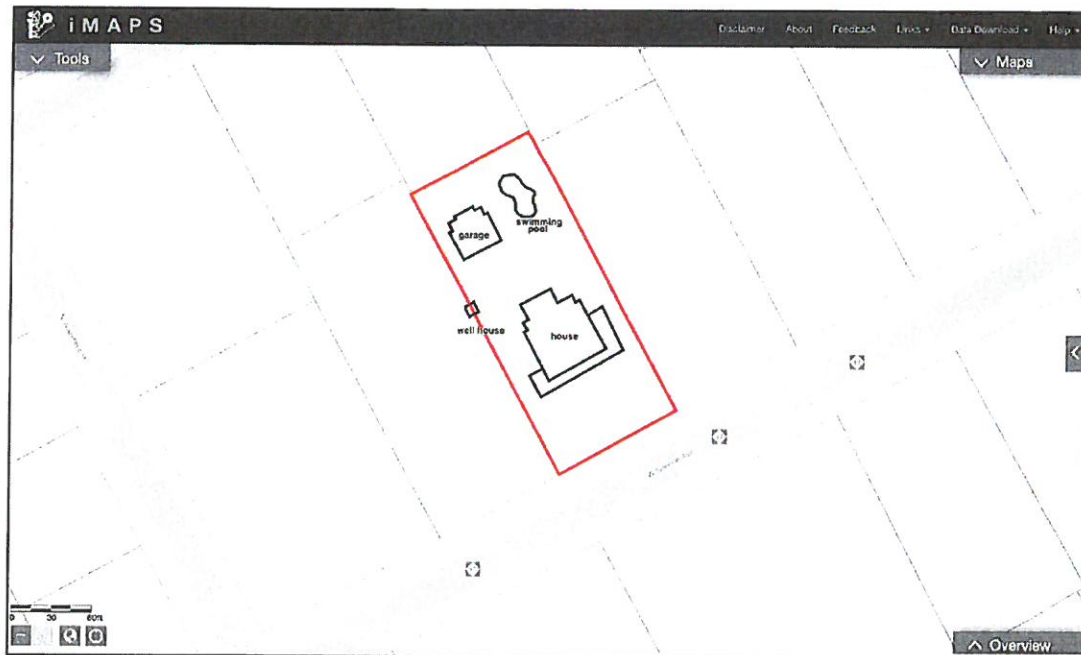 iMAPS
Disclaimer About Feedback Links Data Download Help
Tools
Maps
swimming
pool
garage
well house
house
0 30 60ft
Overview